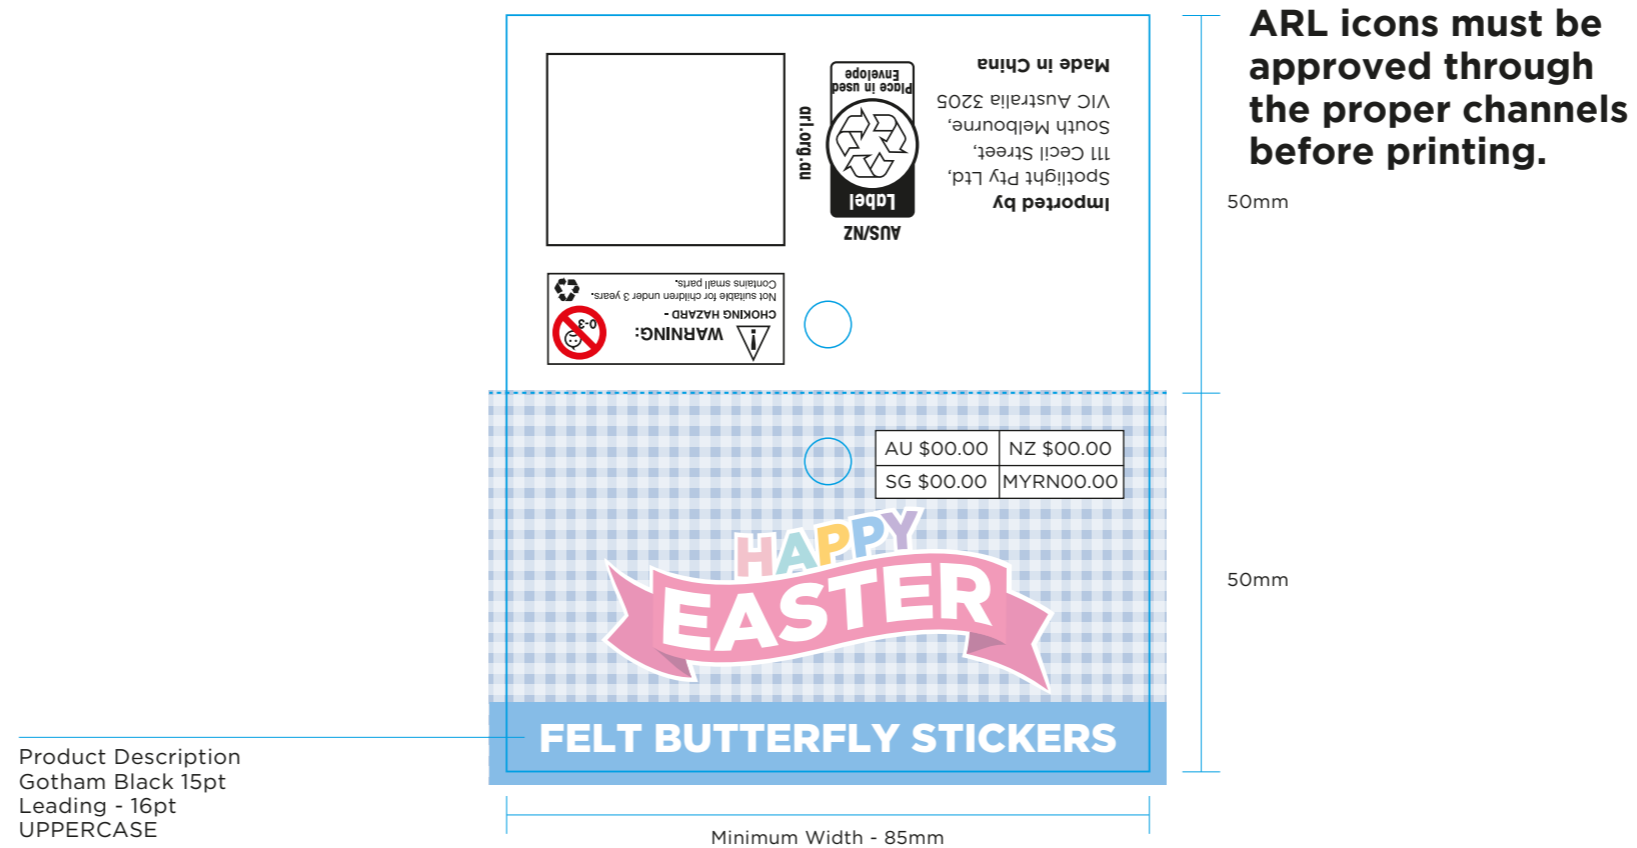 ARL icons must be
approved through
the proper channels
before printing.
Imported by
Spotlight Pty Ltd,
111 Cecil Street,
South Melbourne,
VIC Australia 3205
Made in China
AUS/NZ
Label
Place in used
Envelope
arl.org.au
WARNING:
CHOKING HAZARD -
Not suitable for children under 3 years.
Contains small parts.
0-3
50mm
AU $00.00 NZ $00.00
SG $00.00 MYRN00.00
HAPPY
EASTER
50mm
FELT BUTTERFLY STICKERS
Product Description
Gotham Black 15pt
Leading - 16pt
UPPERCASE
Minimum Width - 85mm